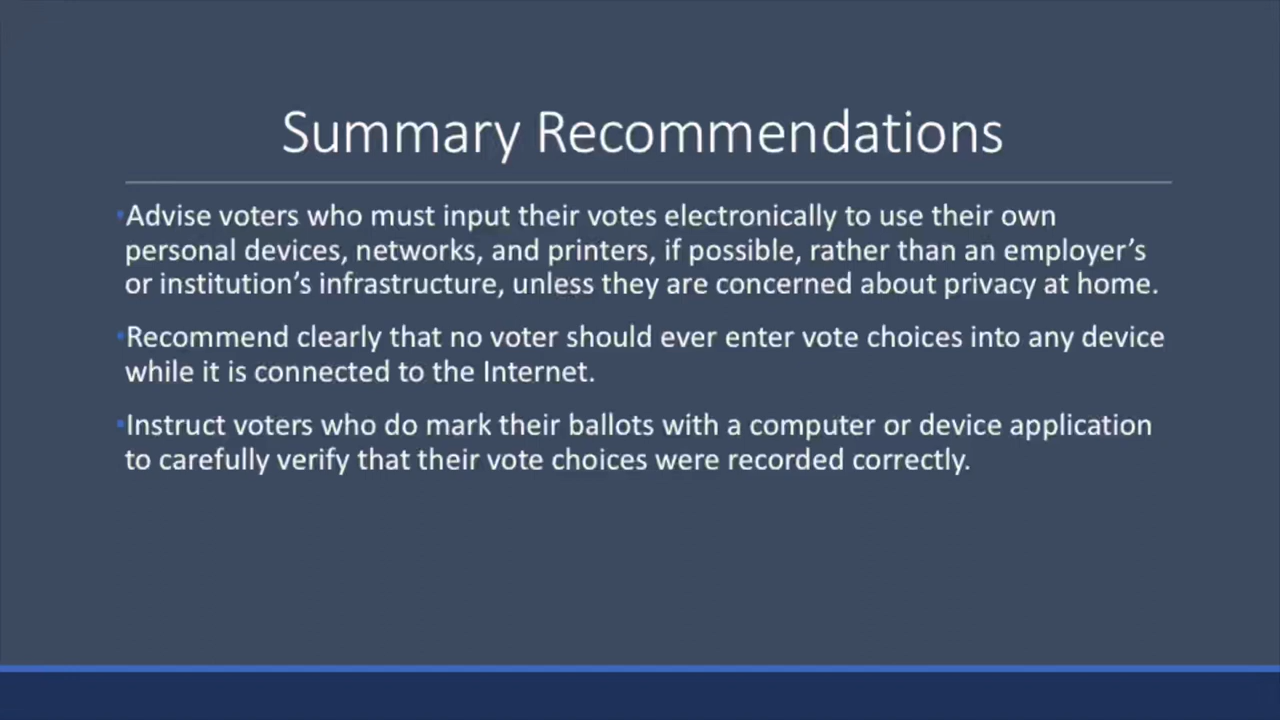 Summary Recommendations
▪Advise voters who must input their votes electronically to use their own
personal devices, networks, and printers, if possible, rather than an employer’s
or institution’s infrastructure, unless they are concerned about privacy at home.
▪Recommend clearly that no voter should ever enter vote choices into any device
while it is connected to the Internet.
▪Instruct voters who do mark their ballots with a computer or device application
to carefully verify that their vote choices were recorded correctly.